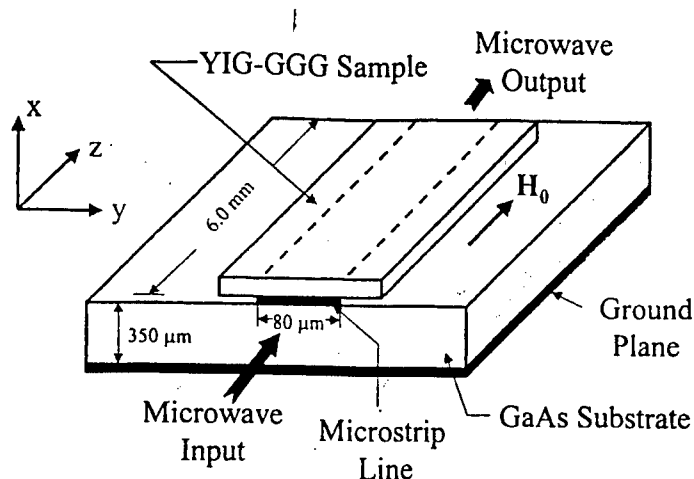 Microwave
Output
YIG-GGG Sample
x
z
y
6.0 mm
H₀
350 µm
80 µm
Ground
Plane
GaAs Substrate
Microwave
Input
Microstrip
Line